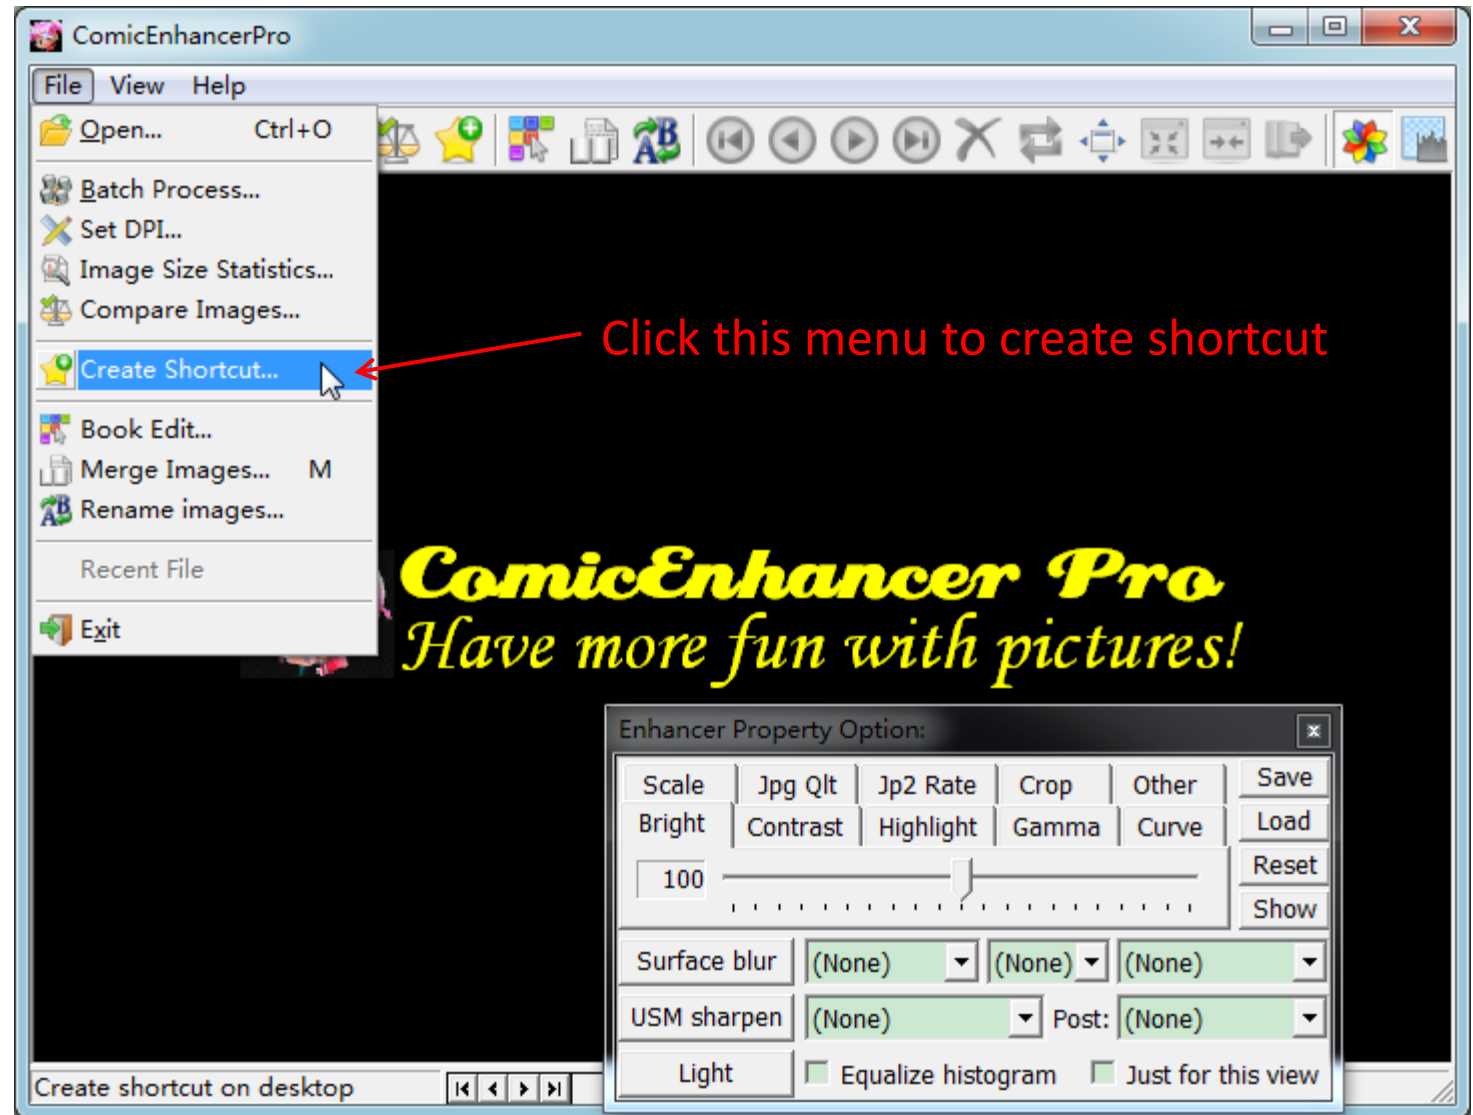 ComicEnhancerPro
File View Help
Open... Ctrl+O
Batch Process...
Set DPI...
Image Size Statistics...
Compare Images...
Create Shortcut...
Click this menu to create shortcut
Book Edit...
Merge Images... M
Rename images...
Recent File
Exit
ComicEnhancer Pro
Have more fun with pictures!
Enhancer Property Option:
Scale Jpg Qlt Jp2 Rate Crop Other Save
Bright Contrast Highlight Gamma Curve Load
100 Reset
Show
Surface blur (None) (None) (None)
USM sharpen (None) Post: (None)
Light Equalize histogram Just for this view
Create shortcut on desktop